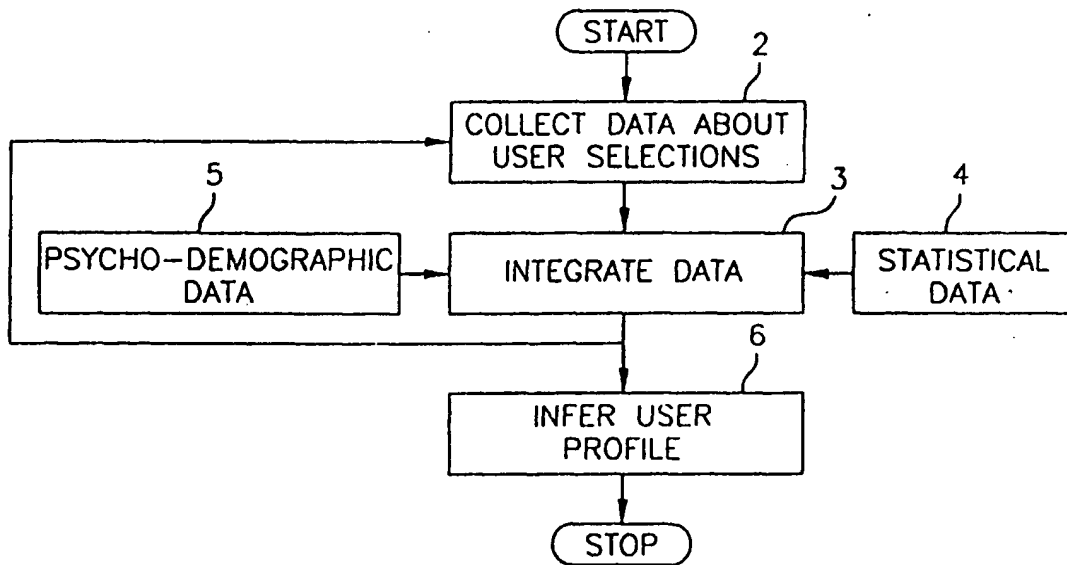 START
2
COLLECT DATA ABOUT
USER SELECTIONS
5
3
4
PSYCHO-DEMOGRAPHIC
DATA
INTEGRATE DATA
STATISTICAL
DATA
6
INFER USER
PROFILE
STOP